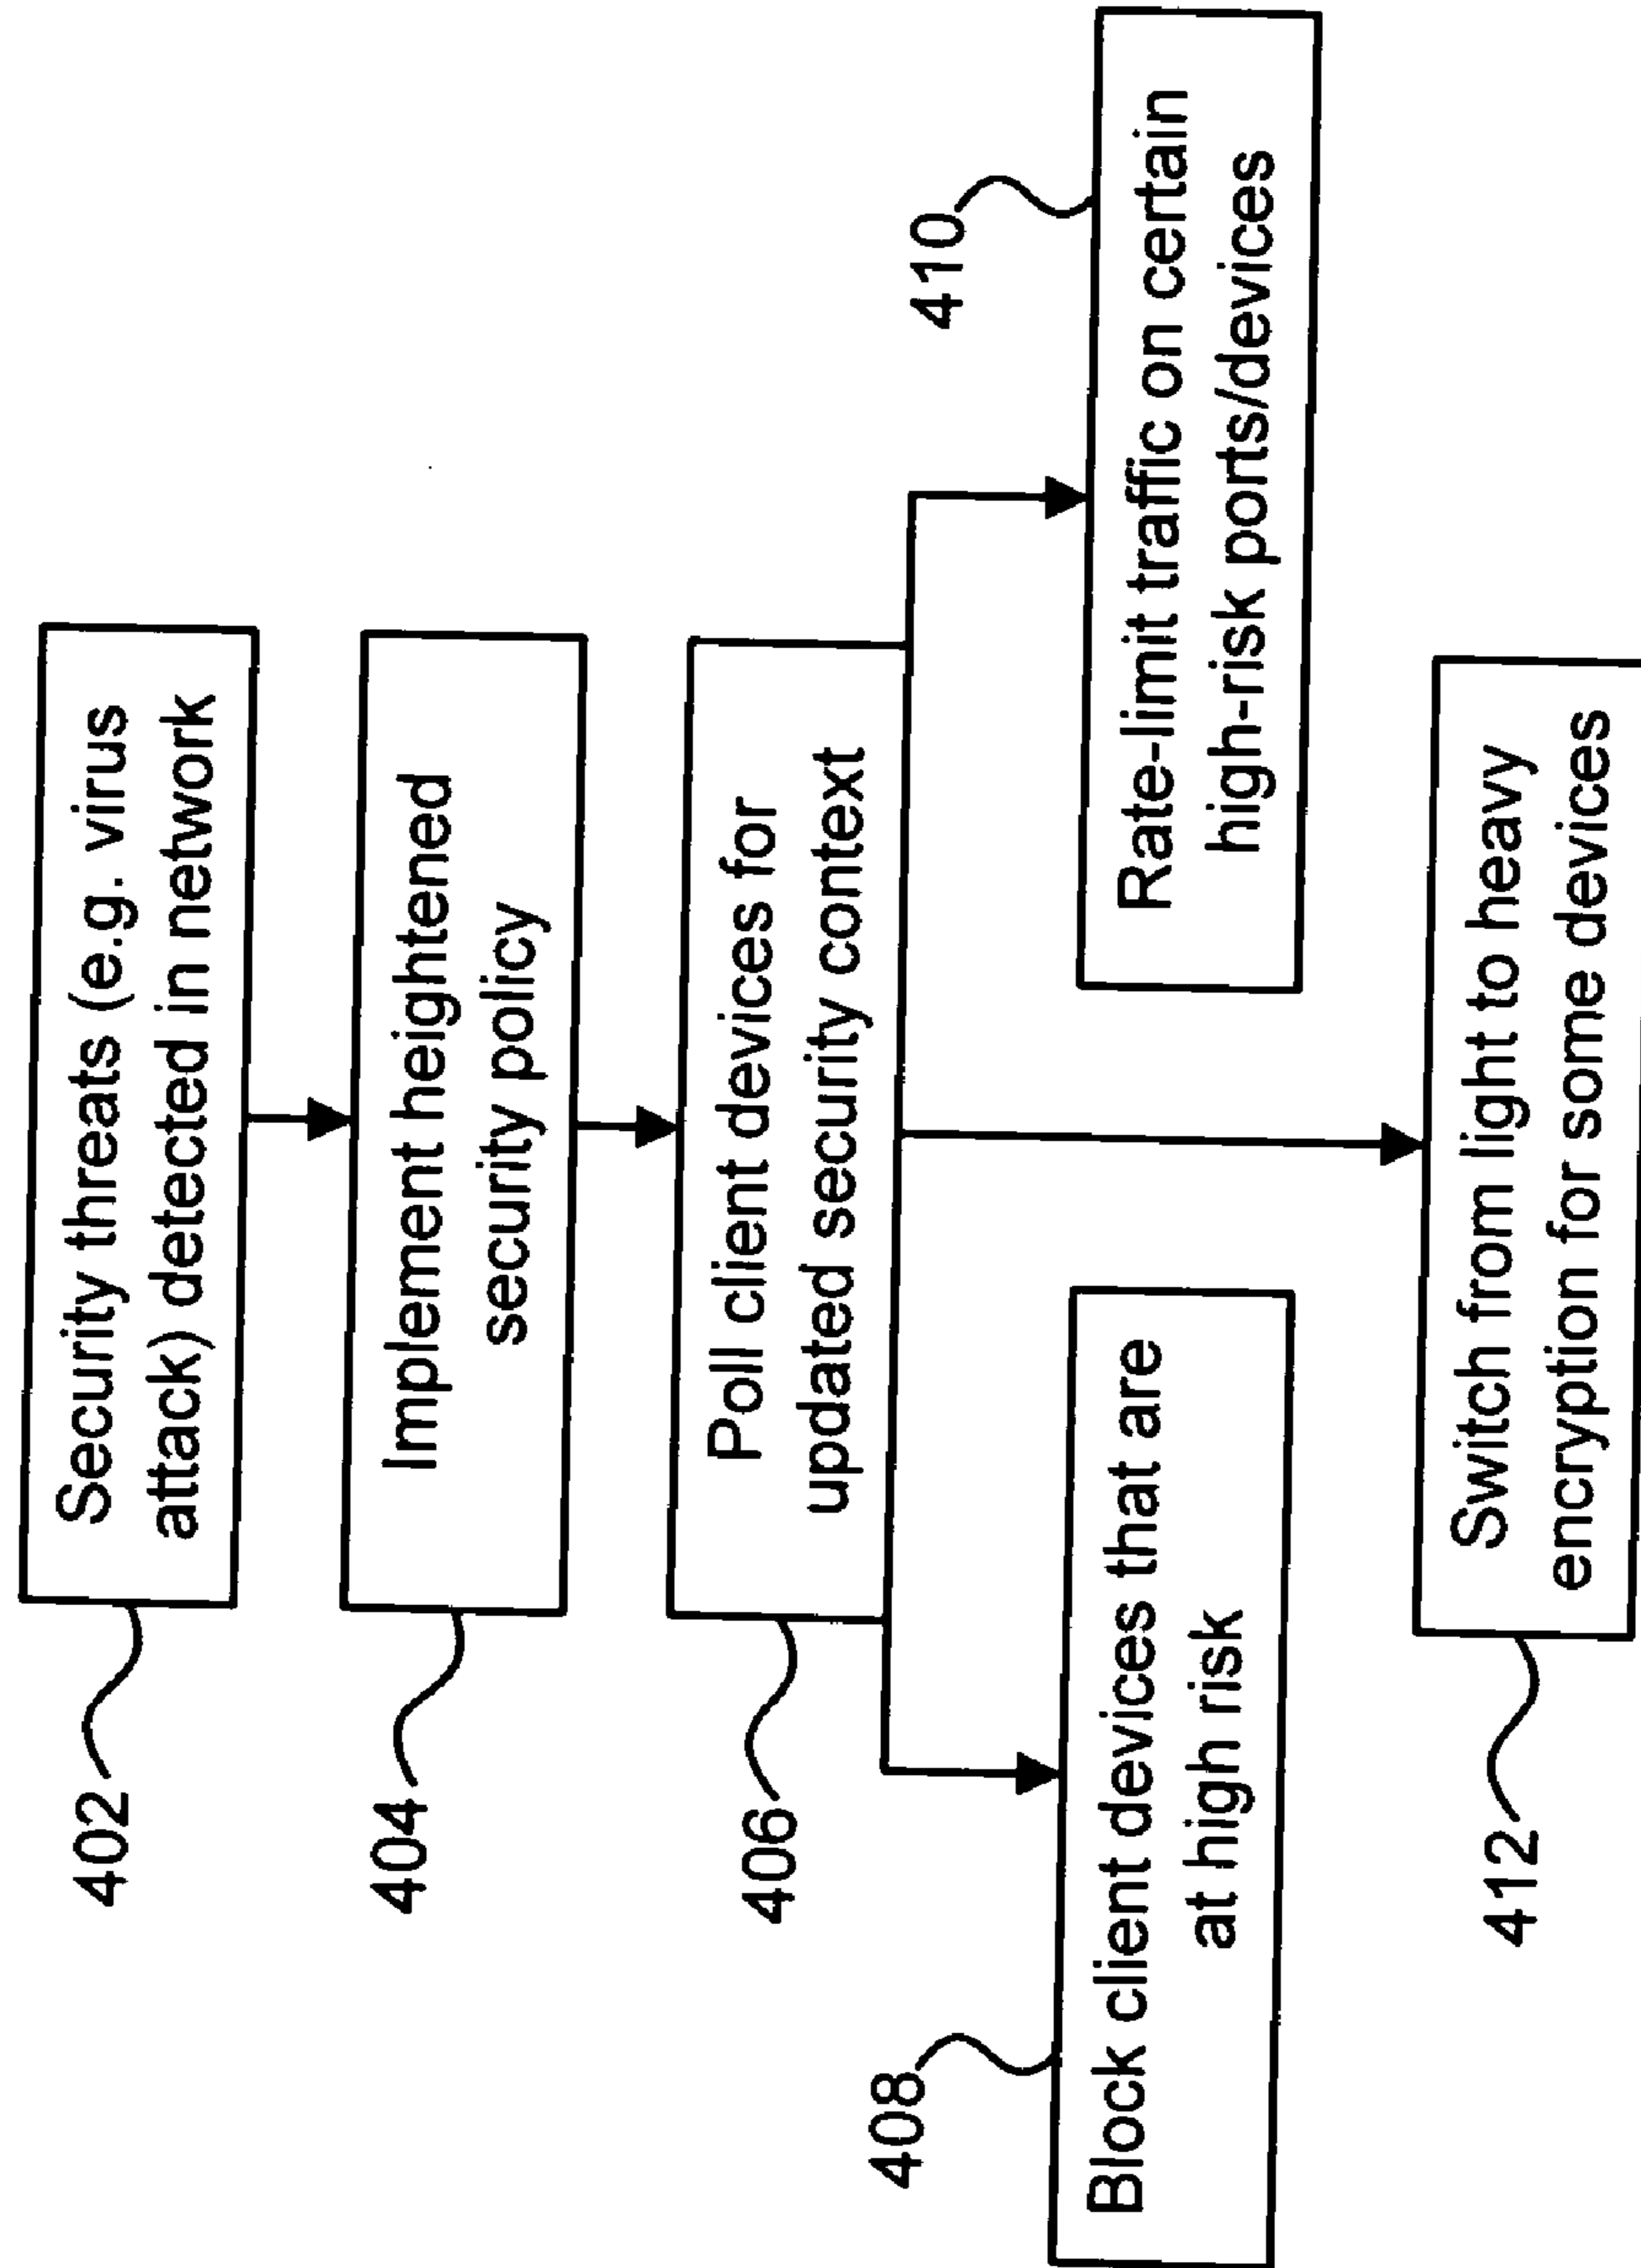 402
Security threats (e.g. virus
attack) detected in network
404
Implement heightened
security policy
406
Poll client devices for
updated security context
408
Block client devices that are
at high risk
410
Rate-limit traffic on certain
high-risk ports/devices
412
Switch from light to heavy
encryption for some devices